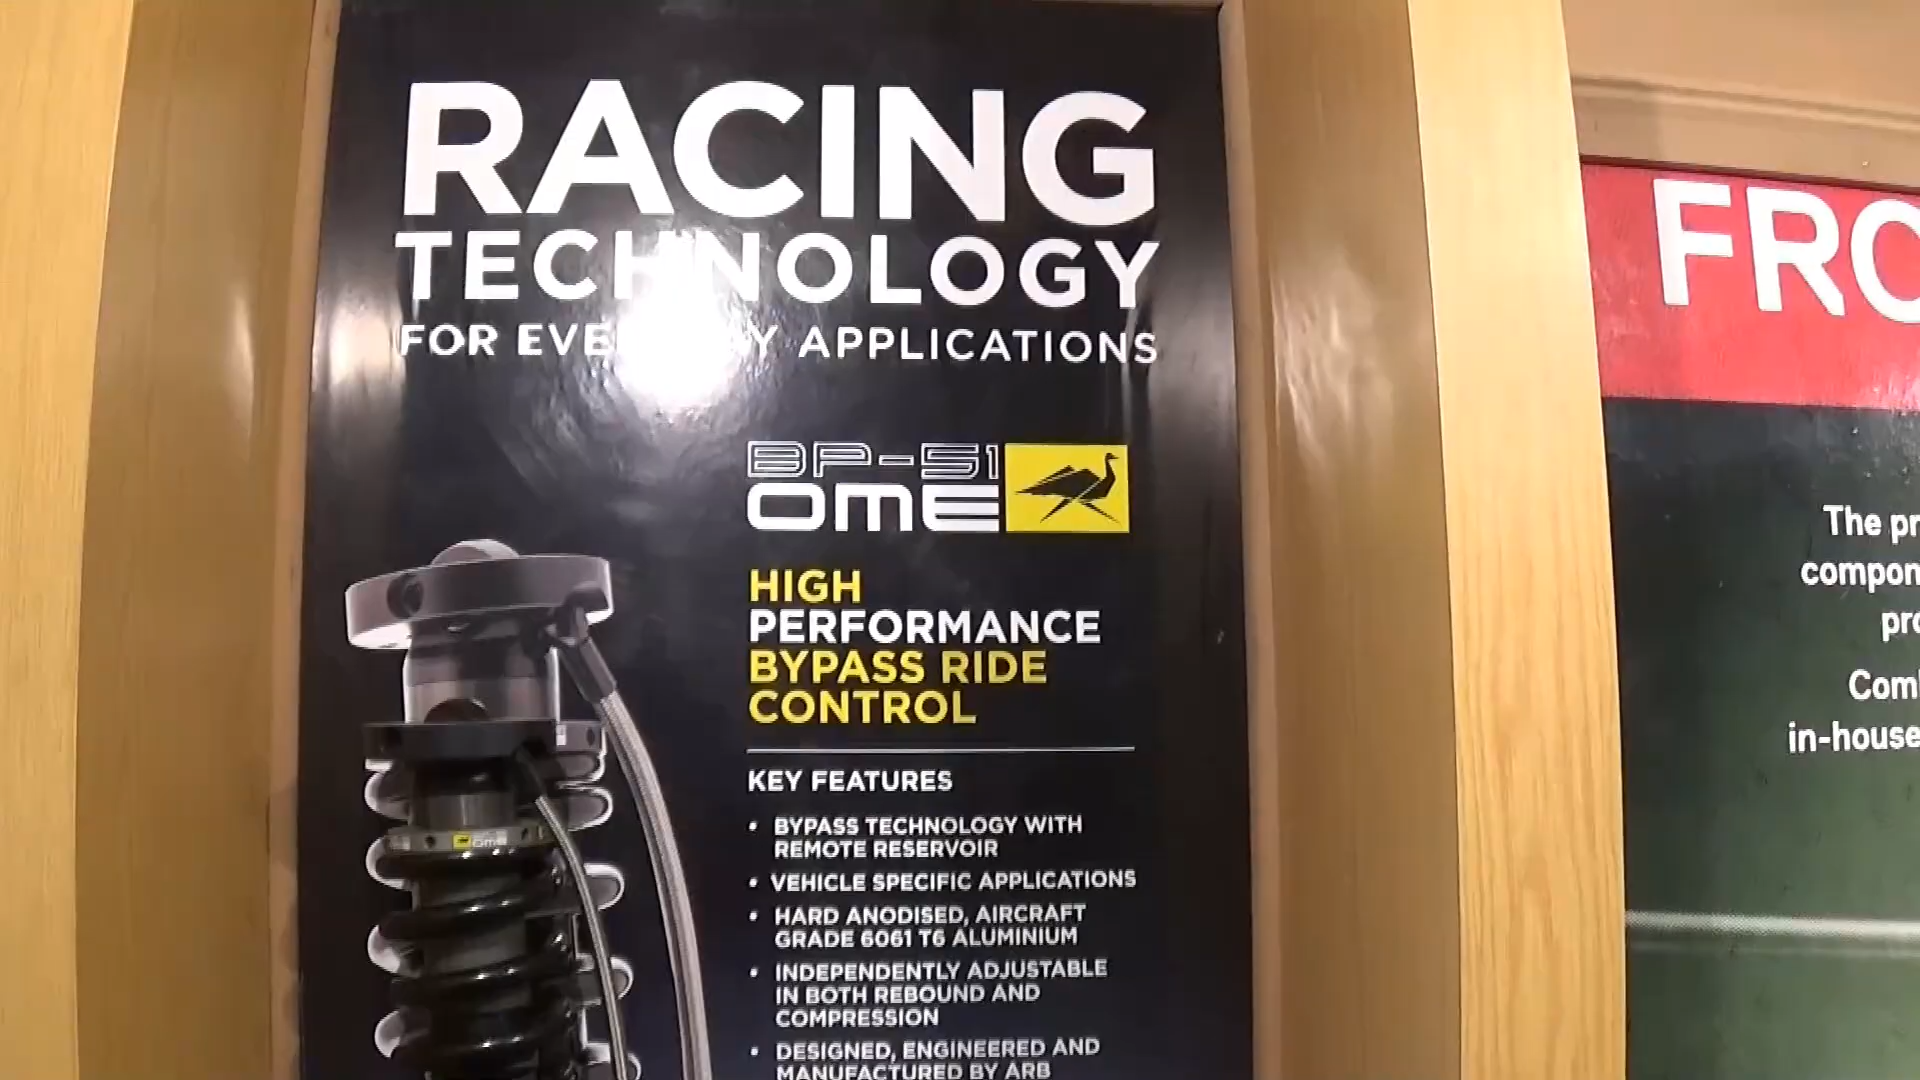 RACING
TECHNOLOGY
FOR APPLICATIONS
BP-51
OME
HIGH
PERFORMANCE
BYPASS RIDE
CONTROL
KEY FEATURES
• BYPASS TECHNOLOGY WITH
REMOTE RESERVOIR
• VEHICLE SPECIFIC APPLICATIONS
• HARD ANODISED, AIRCRAFT
GRADE 6061 T6 ALUMINIUM
• INDEPENDENTLY ADJUSTABLE
IN BOTH REBOUND AND
COMPRESSION
• DESIGNED, ENGINEERED AND
MANUFACTURED BY ARB
OME
FRO
The pr
compon
pro
Com
in-house